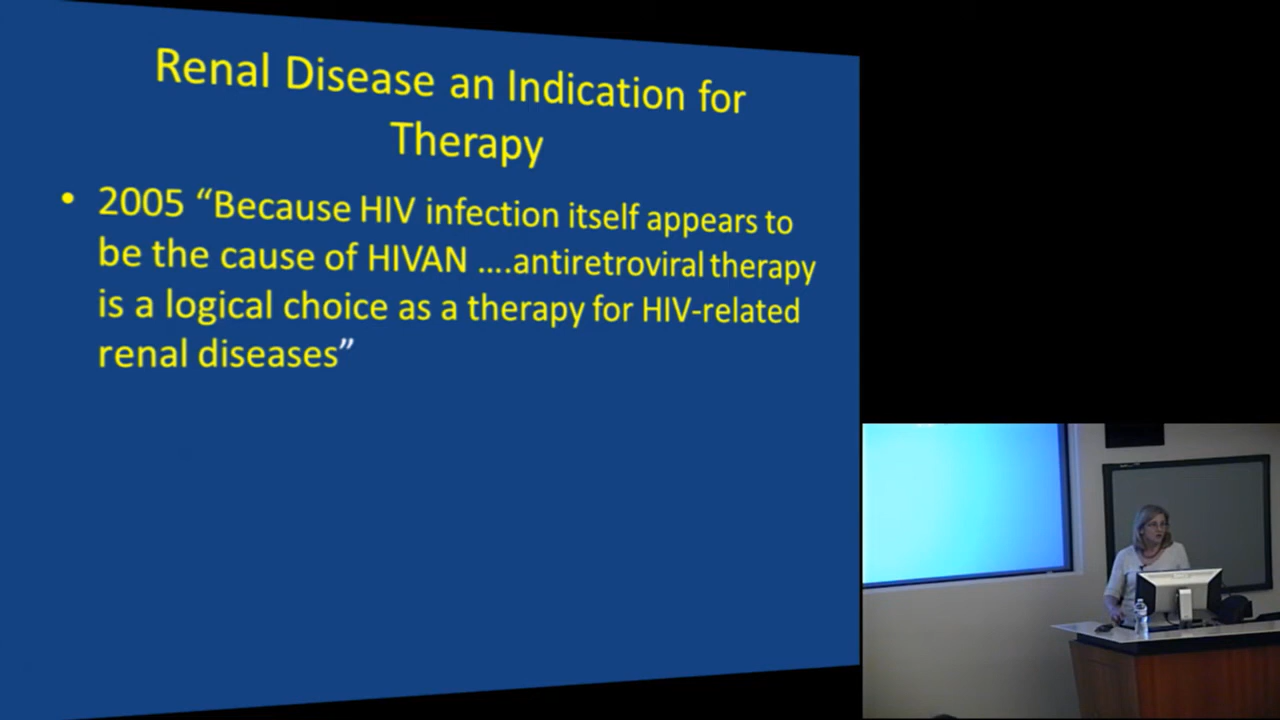 Renal Disease an Indication for
Therapy
• 2005 “Because HIV infection itself appears to
be the cause of HIVAN ....antiretroviral therapy
is a logical choice as a therapy for HIV-related
renal diseases”